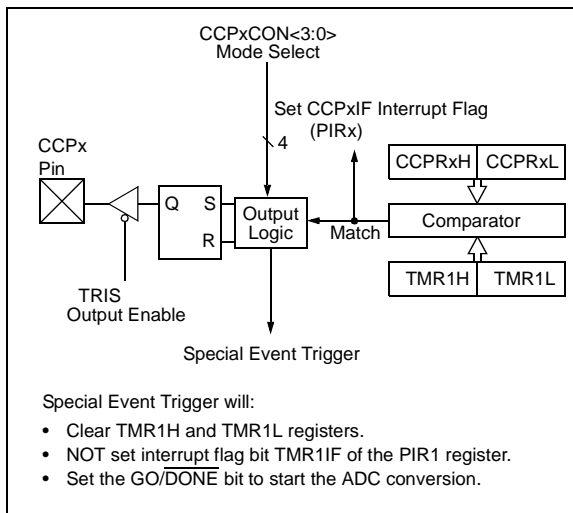 CCPxCON<3:0>
Mode Select
Set CCPxIF Interrupt Flag
(PIRx)
4
CCPx
Pin
CCPRxH CCPRxL
Q S
R
Output
Logic
Match
Comparator
TRIS
Output Enable
TMR1H TMR1L
Special Event Trigger
Special Event Trigger will:
• Clear TMR1H and TMR1L registers.
• NOT set interrupt flag bit TMR1IF of the PIR1 register.
• Set the GO/DONE bit to start the ADC conversion.